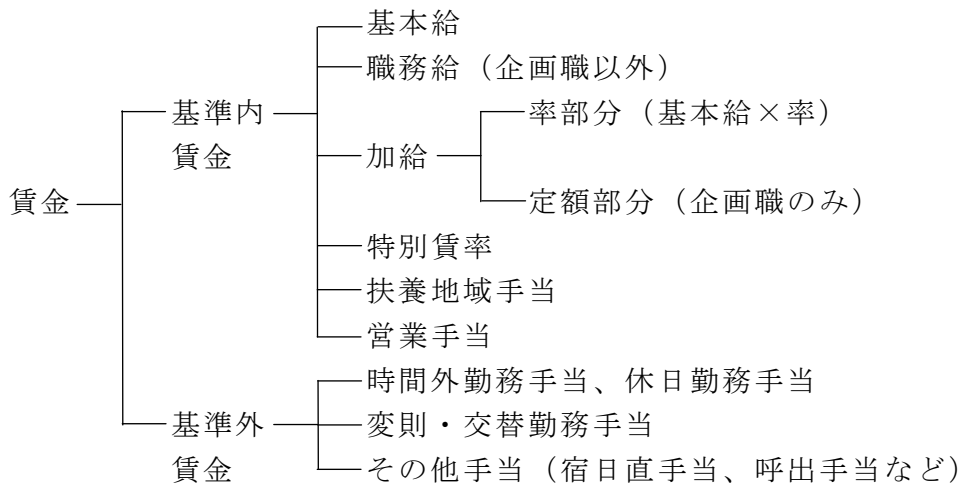 基本給
職務給（企画職以外）
率部分（基本給×率）
基準内
賃金
加給
定額部分（企画職のみ）
賃金
特別賃率
扶養地域手当
営業手当
時間外勤務手当、休日勤務手当
基準外
賃金
変則・交替勤務手当
その他手当（宿日直手当、呼出手当など）